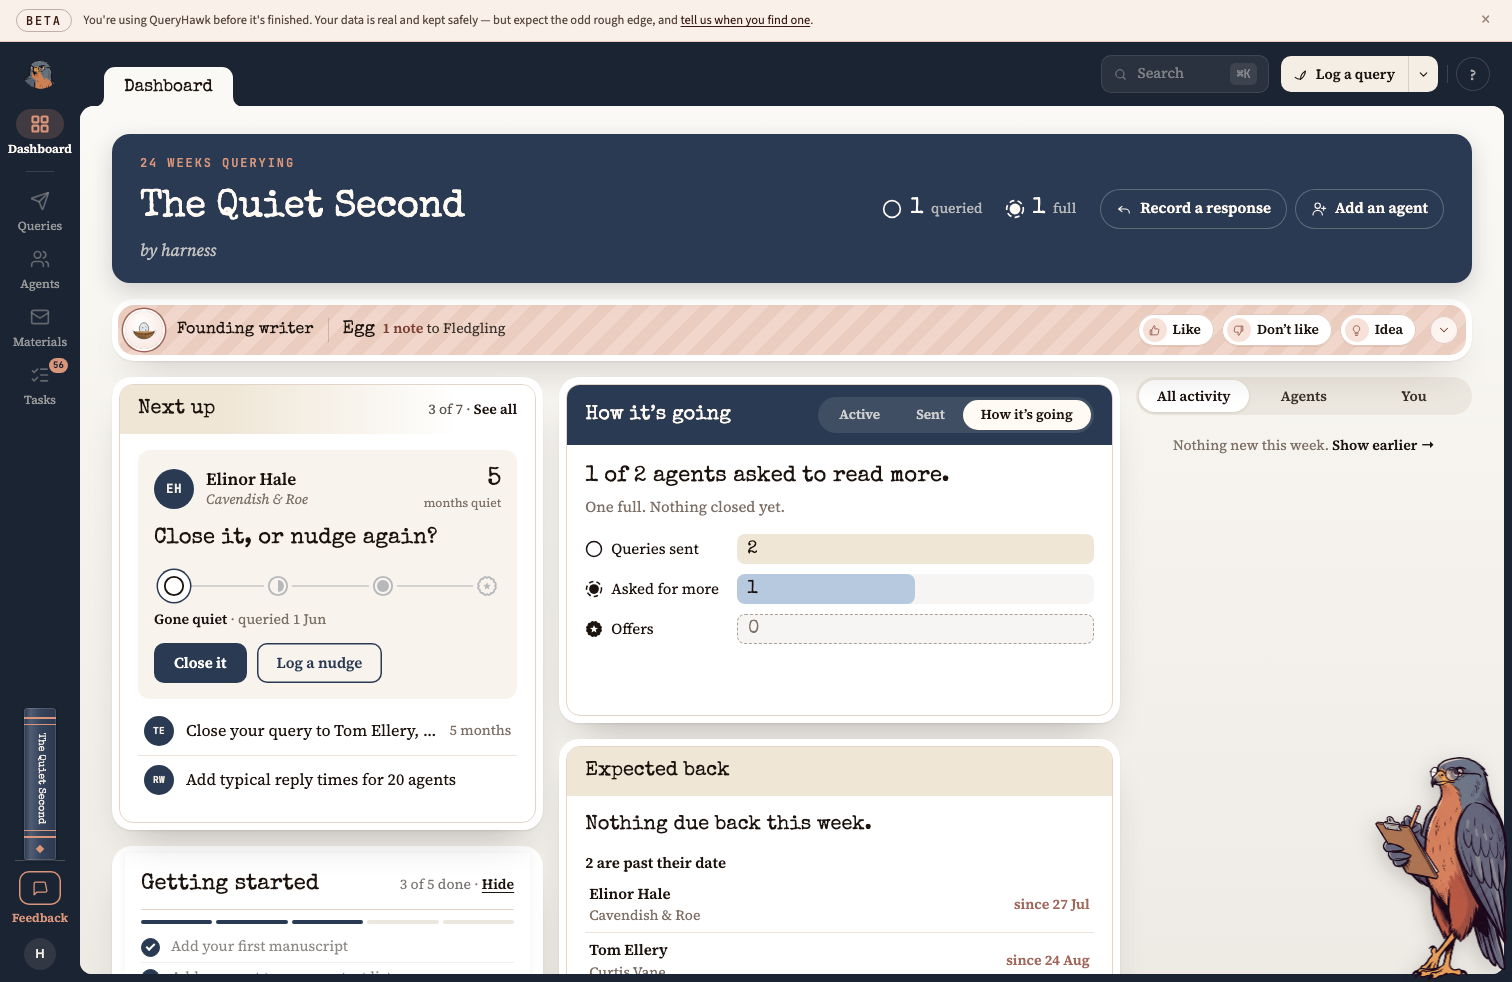 BETA You're using QueryHawk before it's finished. Your data is real and kept safely — but expect the odd rough edge, and tell us when you find one. ×
Dashboard
Search ⌘K
Log a query
?
Dashboard
Queries
Agents
Materials
56
Tasks
The Quiet Second
Feedback
H
24 WEEKS QUERYING
The Quiet Second
by harness
1 queried
1 full
Record a response
Add an agent
Founding writer
Egg 1 note to Fledgling
Like
Don't like
Idea
Next up
3 of 7 · See all
EH
Elinor Hale
Cavendish & Roe
5
months quiet
Close it, or nudge again?
Gone quiet · queried 1 Jun
Close it
Log a nudge
TE Close your query to Tom Ellery, ... 5 months
RW Add typical reply times for 20 agents
Getting started
3 of 5 done · Hide
Add your first manuscript
How it's going
Active Sent How it's going
1 of 2 agents asked to read more.
One full. Nothing closed yet.
Queries sent 2
Asked for more 1
Offers 0
Expected back
Nothing due back this week.
2 are past their date
Elinor Hale
Cavendish & Roe
since 27 Jul
Tom Ellery
Curtis Vane
since 24 Aug
All activity Agents You
Nothing new this week. Show earlier →